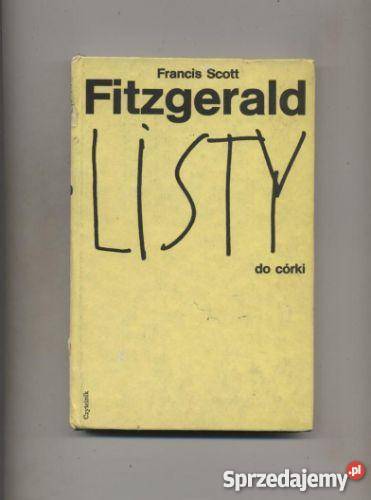 Francis Scott
Fitzgerald
LISTY
do córki
Czytelnik
Sprzedajemy.pl